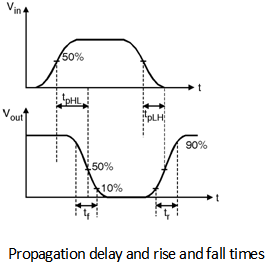 Vin
50%
t
tpHL
tpLH
Vout
90%
50%
10%
t
tf
tr
Propagation delay and rise and fall times